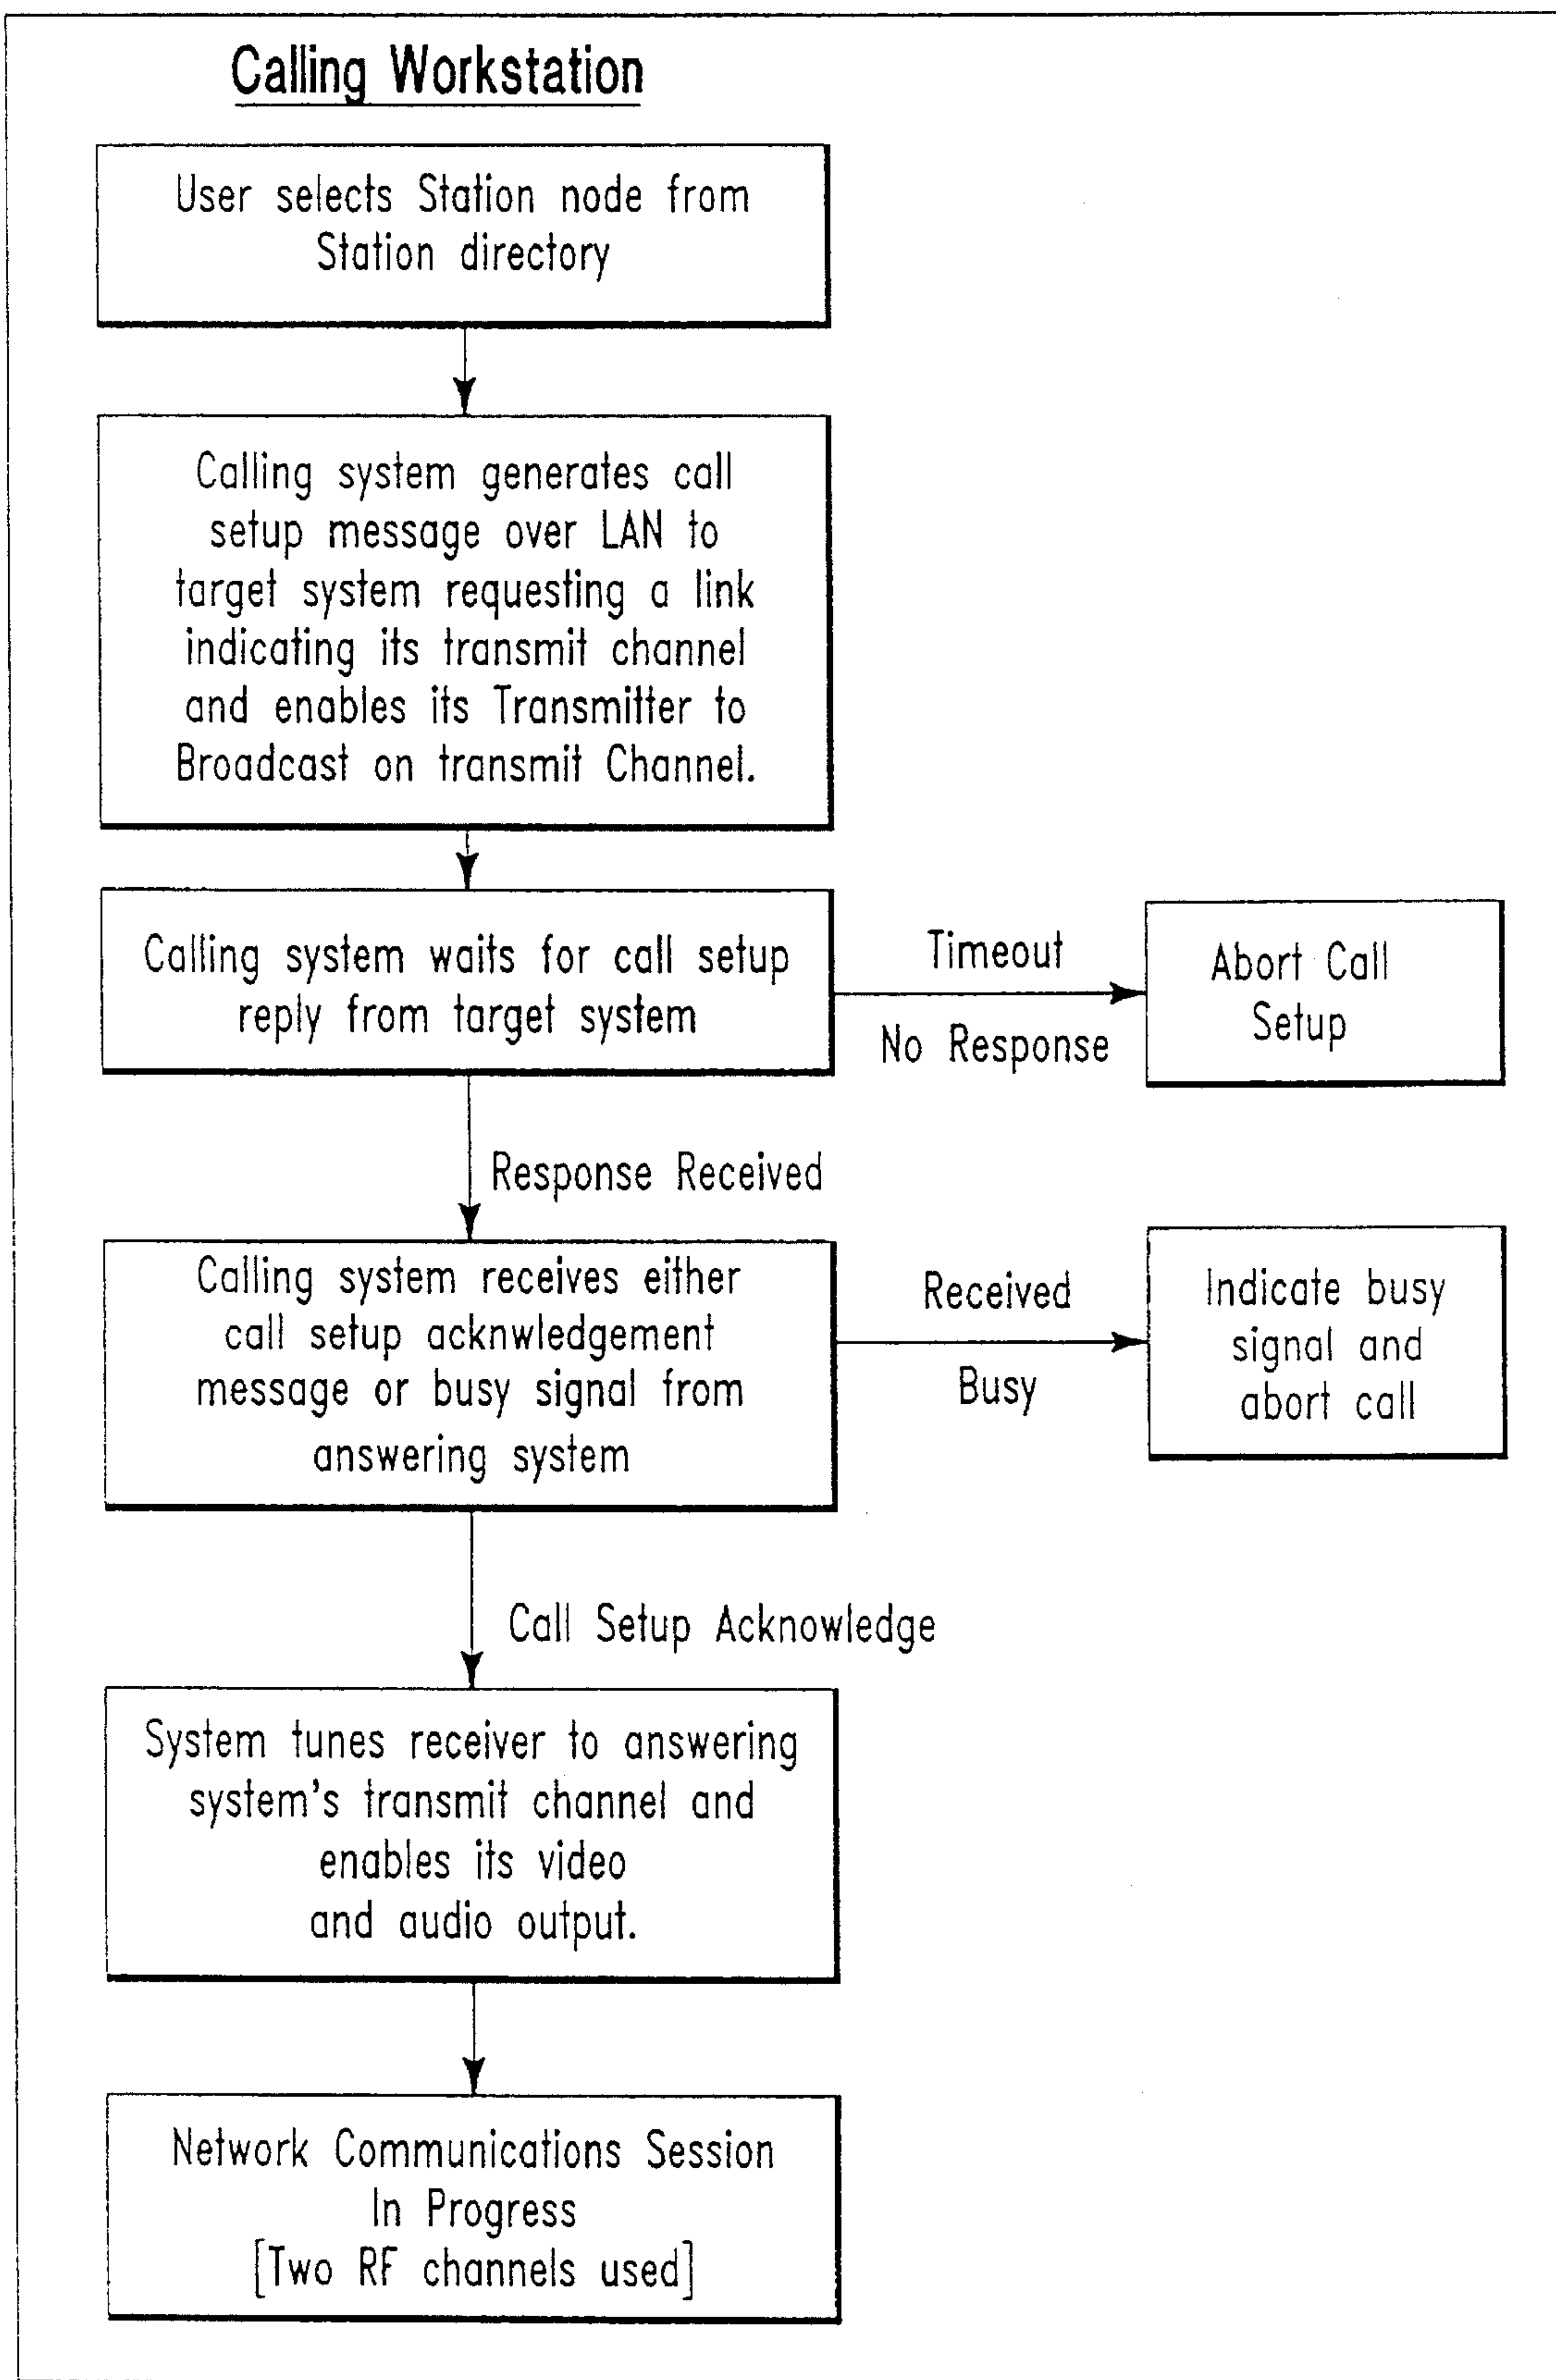 Calling Workstation
User selects Station node from
Station directory
Calling system generates call
setup message over LAN to
target system requesting a link
indicating its transmit channel
and enables its Transmitter to
Broadcast on transmit Channel.
Calling system waits for call setup
reply from target system
Timeout
No Response
Abort Call
Setup
Response Received
Calling system receives either
call setup acknwledgement
message or busy signal from
answering system
Received
Busy
Indicate busy
signal and
abort call
Call Setup Acknowledge
System tunes receiver to answering
system's transmit channel and
enables its video
and audio output.
Network Communications Session
In Progress
[Two RF channels used]